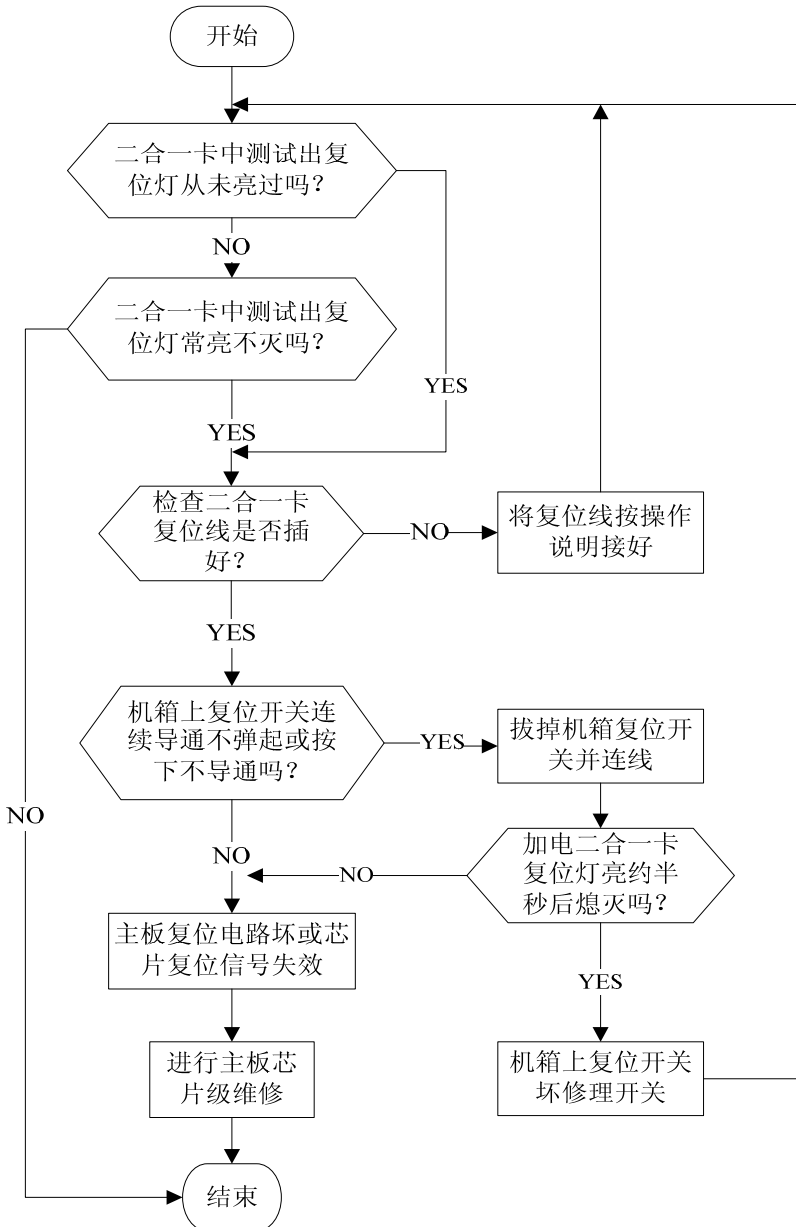 开始
二合一卡中测试出复
位灯从未亮过吗?
NO
二合一卡中测试出复
位灯常亮不灭吗?
YES
YES
检查二合一卡
复位线是否插
好?
NO
将复位线按操作
说明接好
YES
机箱上复位开关连
续导通不弹起或按
下不导通吗?
YES
拔掉机箱复位开
关并连线
NO
NO
NO
加电二合一卡
复位灯亮约半
秒后熄灭吗?
主板复位电路坏或芯
片复位信号失效
YES
进行主板芯
片级维修
机箱上复位开关
坏修理开关
结束